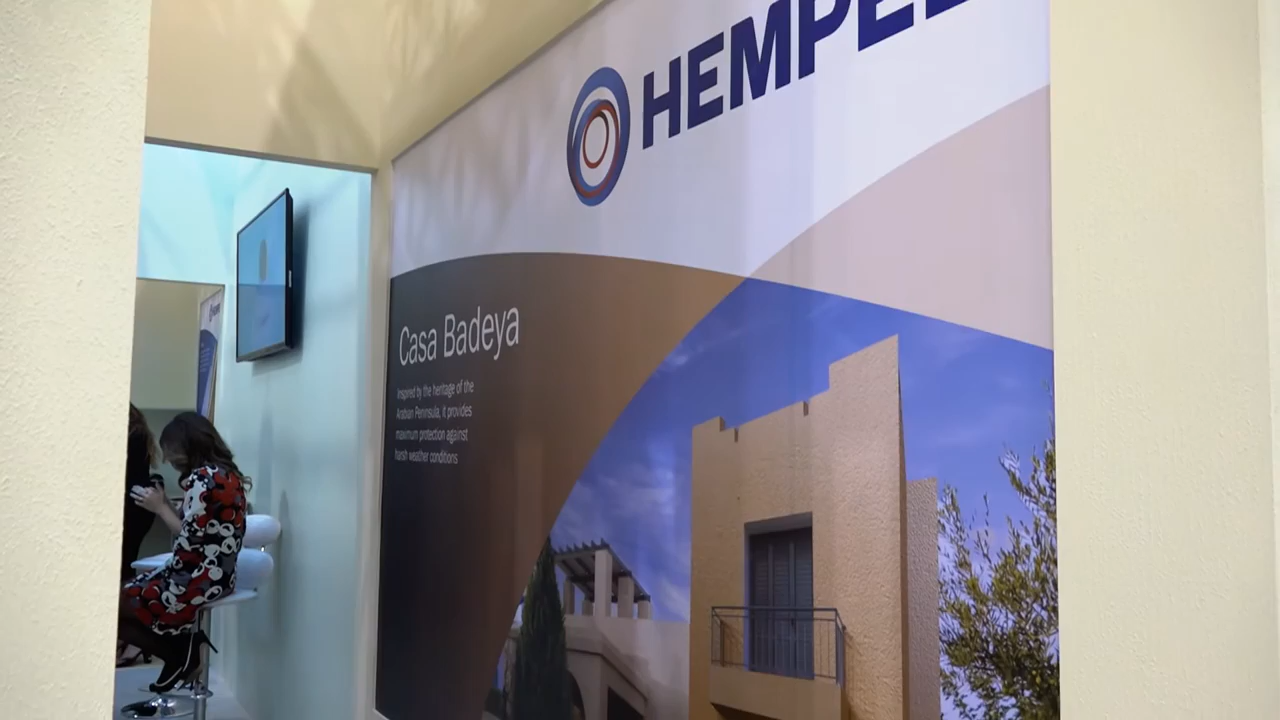 HEMPEL
Casa Badeya
Inspired by the heritage of the
Arabian Peninsula, it provides
maximum protection against
harsh weather conditions